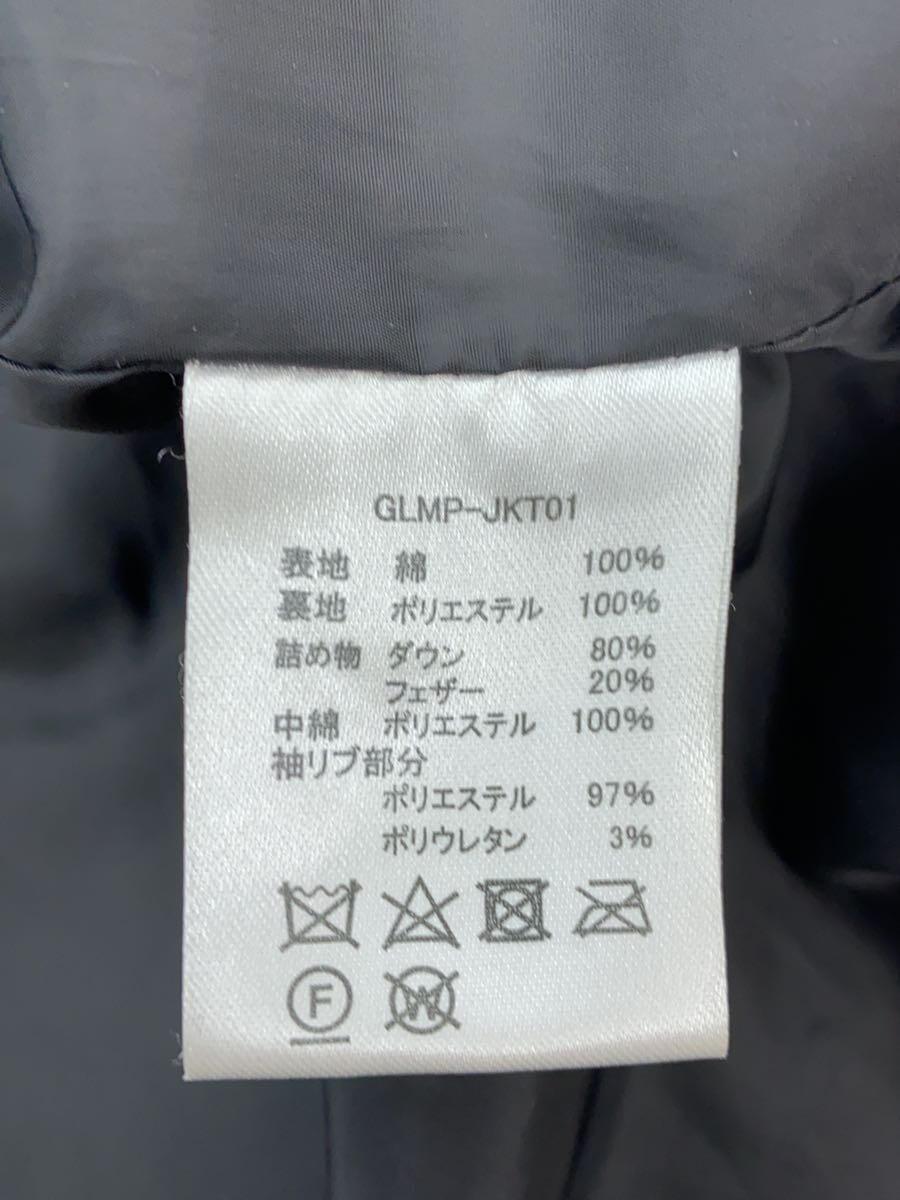 GLMP-JKT01
表地 綿 100%
裏地 ポリエステル 100%
詰め物 ダウン 80%
フェザー 20%
中綿 ポリエステル 100%
袖リブ部分
ポリエステル 97%
ポリウレタン 3%
F
W